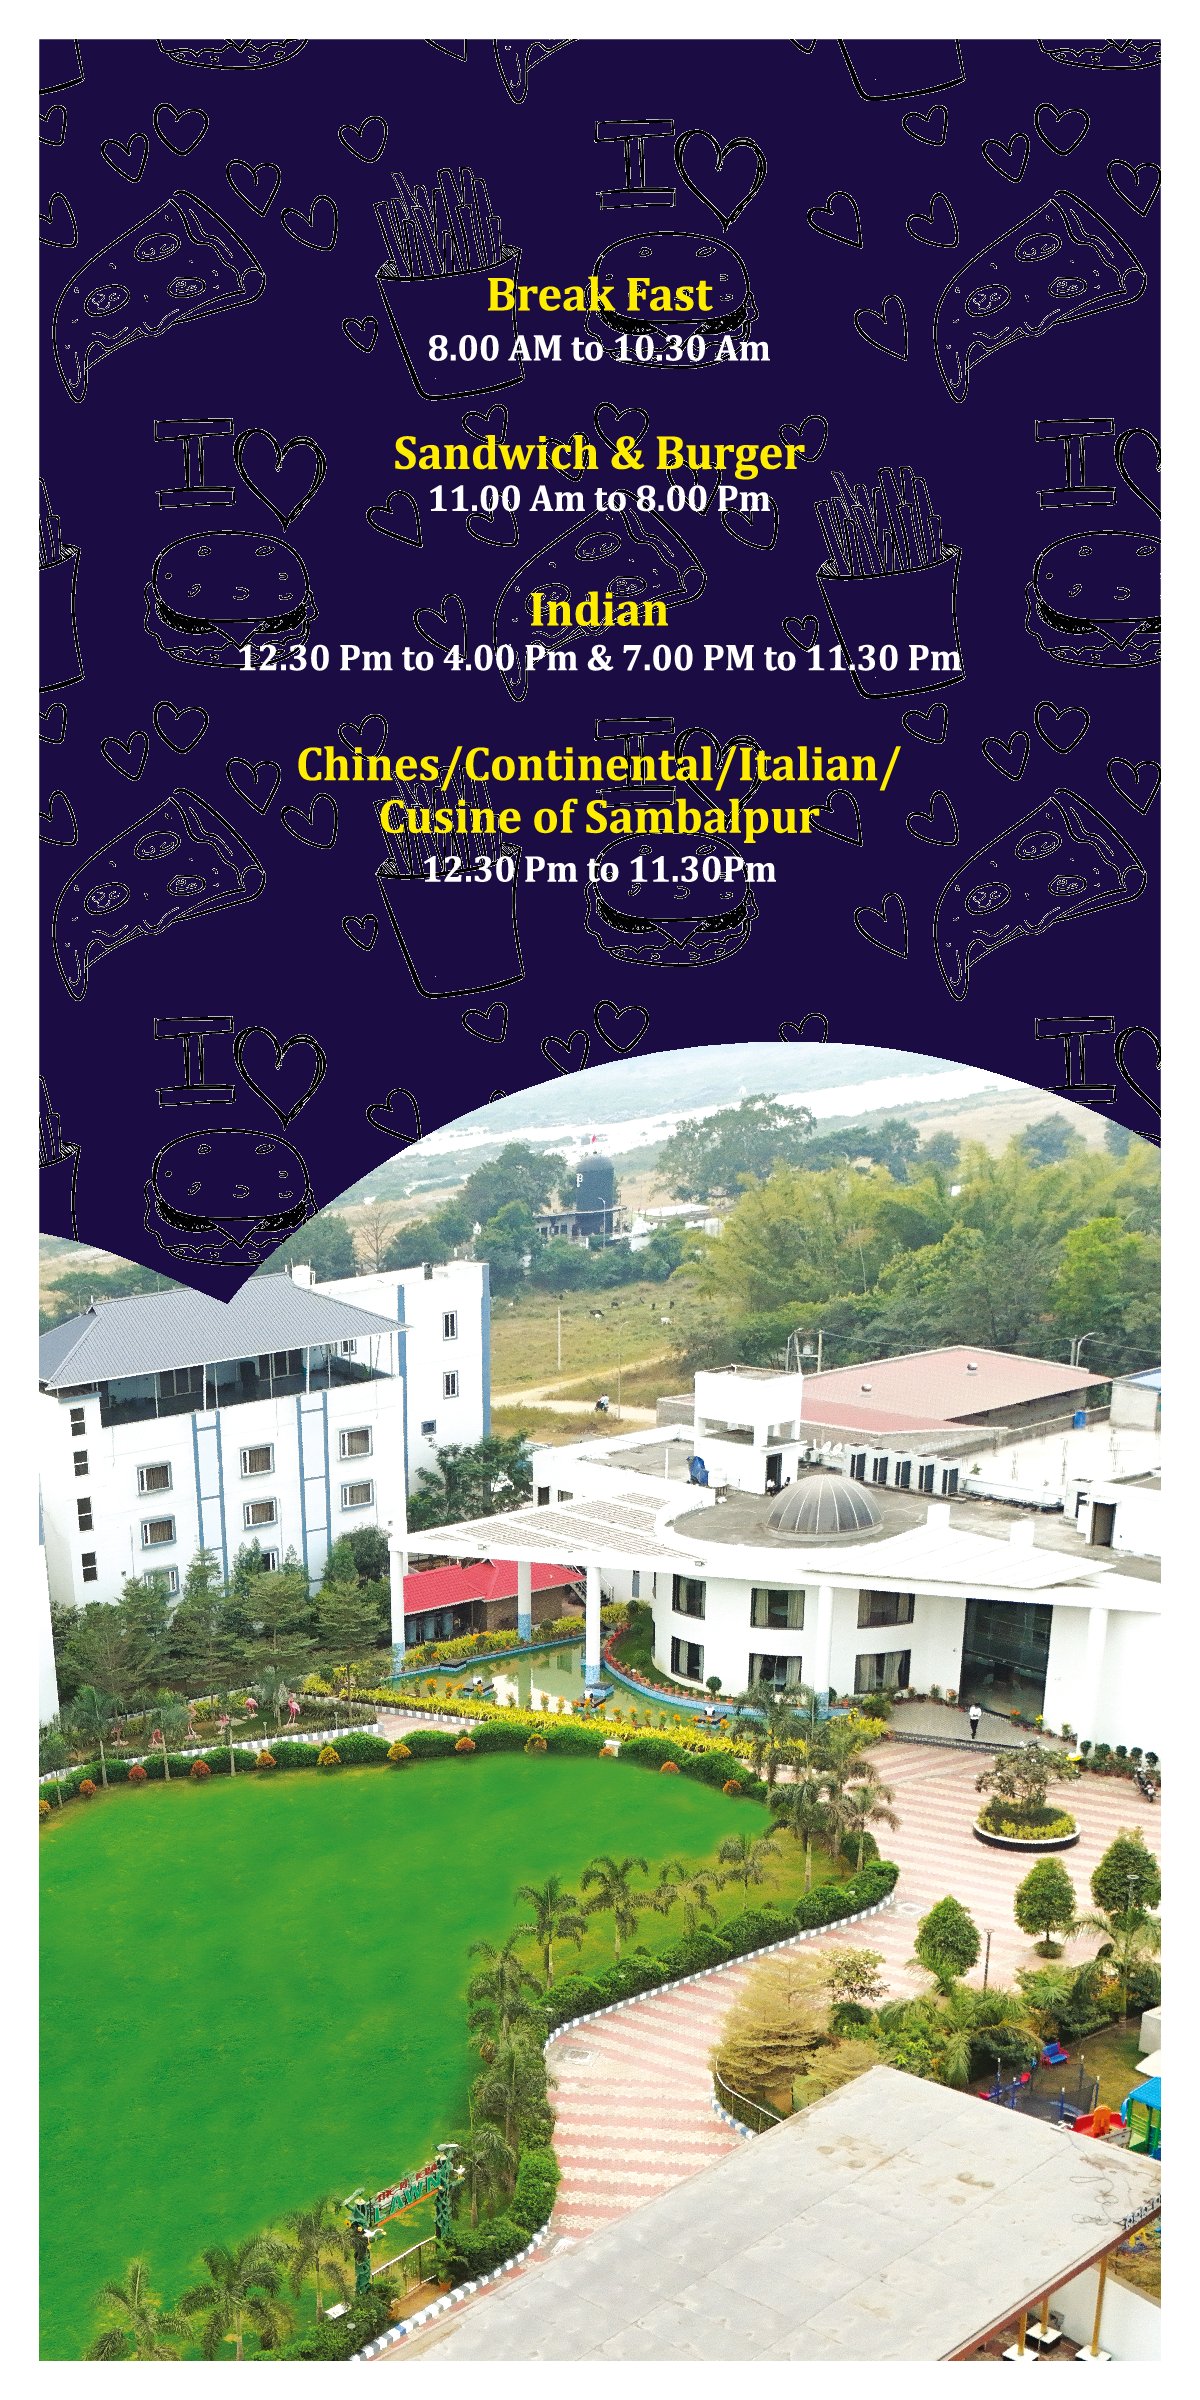 I
Break Fast
8.00 AM to 10.30 Am
I
I
Sandwich & Burger
11.00 Am to 8.00 Pm
Indian
12.30 Pm to 4.00 Pm & 7.00 PM to 11.30 Pm
I
Chines/Continental/Italian/
Cusine of Sambalpur
12.30 Pm to 11.30Pm
I
I
LAWN